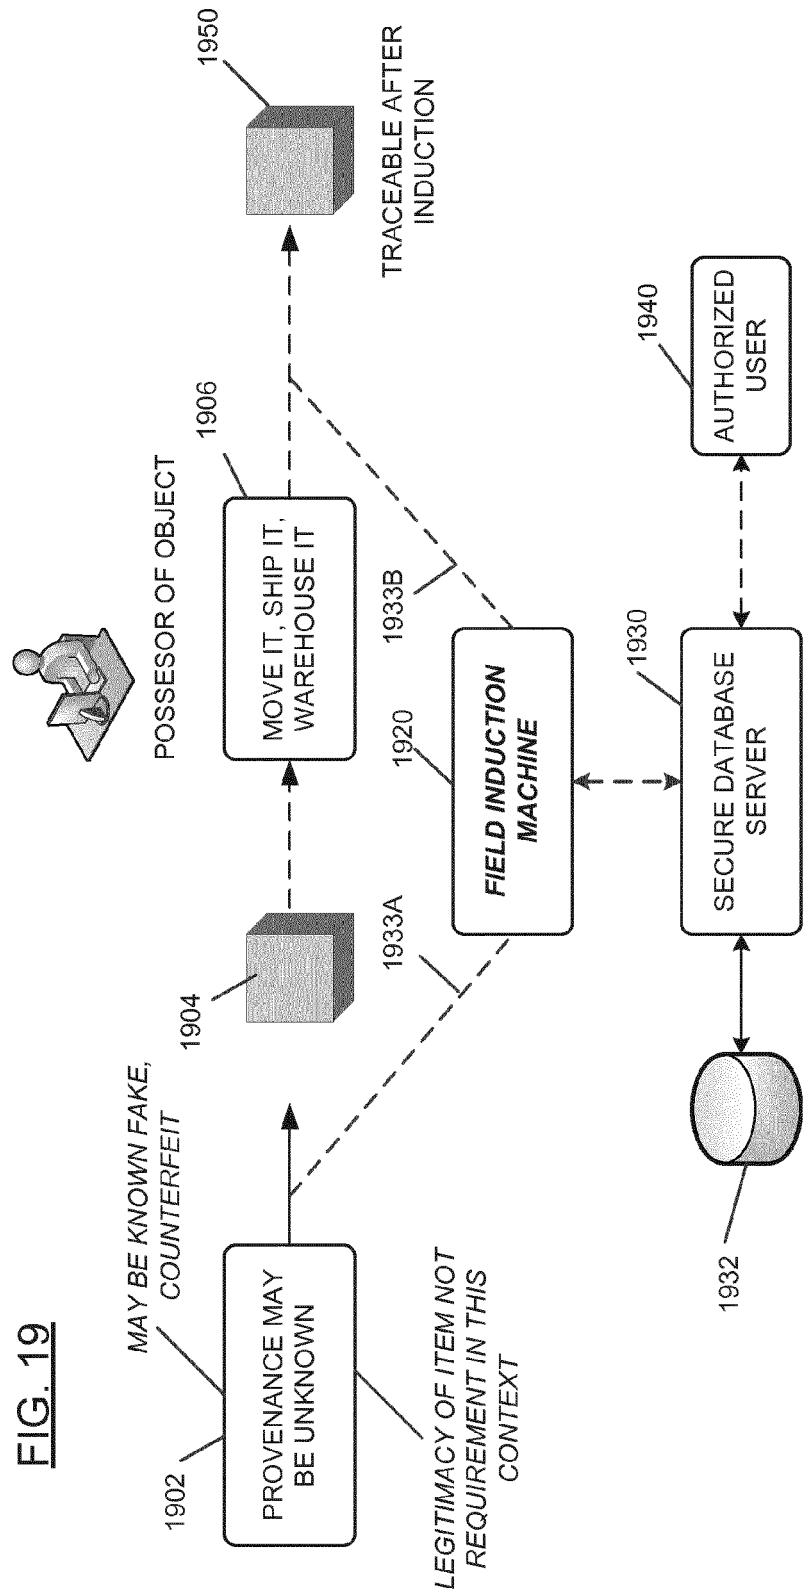 FIG. 19
1902
PROVENANCE MAY
BE UNKNOWN
MAY BE KNOWN FAKE,
COUNTERFEIT
LEGITIMACY OF ITEM NOT
REQUIREMENT IN THIS
CONTEXT
1904
POSSESOR OF OBJECT
1906
MOVE IT, SHIP IT,
WAREHOUSE IT
1950
TRACEABLE AFTER
INDUCTION
1933A
1933B
1920
FIELD INDUCTION
MACHINE
1932
1930
SECURE DATABASE
SERVER
1940
AUTHORIZED
USER